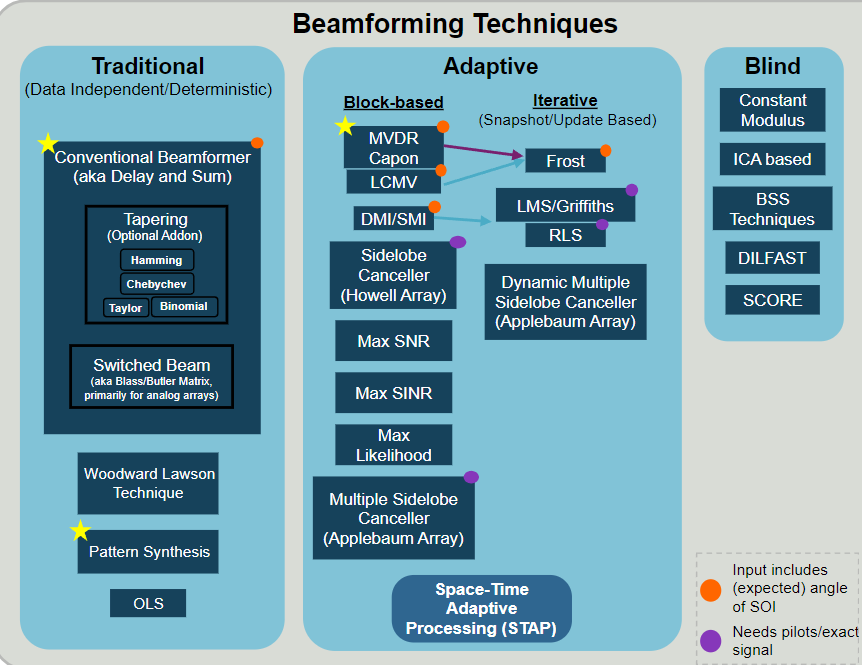 Beamforming Techniques
Traditional
(Data Independent/Deterministic)
Conventional Beamformer
(aka Delay and Sum)
Tapering
(Optional Addon)
Hamming
Chebychev
Taylor
Binomial
Switched Beam
(aka Blass/Butler Matrix,
primarily for analog arrays)
Woodward Lawson
Technique
Pattern Synthesis
OLS
Adaptive
Block-based
MVDR
Capon
LCMV
DMI/SMI
Sidelobe
Canceller
(Howell Array)
Max SNR
Max SINR
Max
Likelihood
Multiple Sidelobe
Canceller
(Applebaum Array)
Iterative
(Snapshot/Update Based)
Frost
LMS/Griffiths
RLS
Dynamic Multiple
Sidelobe Canceller
(Applebaum Array)
Space-Time
Adaptive
Processing (STAP)
Blind
Constant
Modulus
ICA based
BSS
Techniques
DILFAST
SCORE
Input includes
(expected) angle
of SOI
Needs pilots/exact
signal